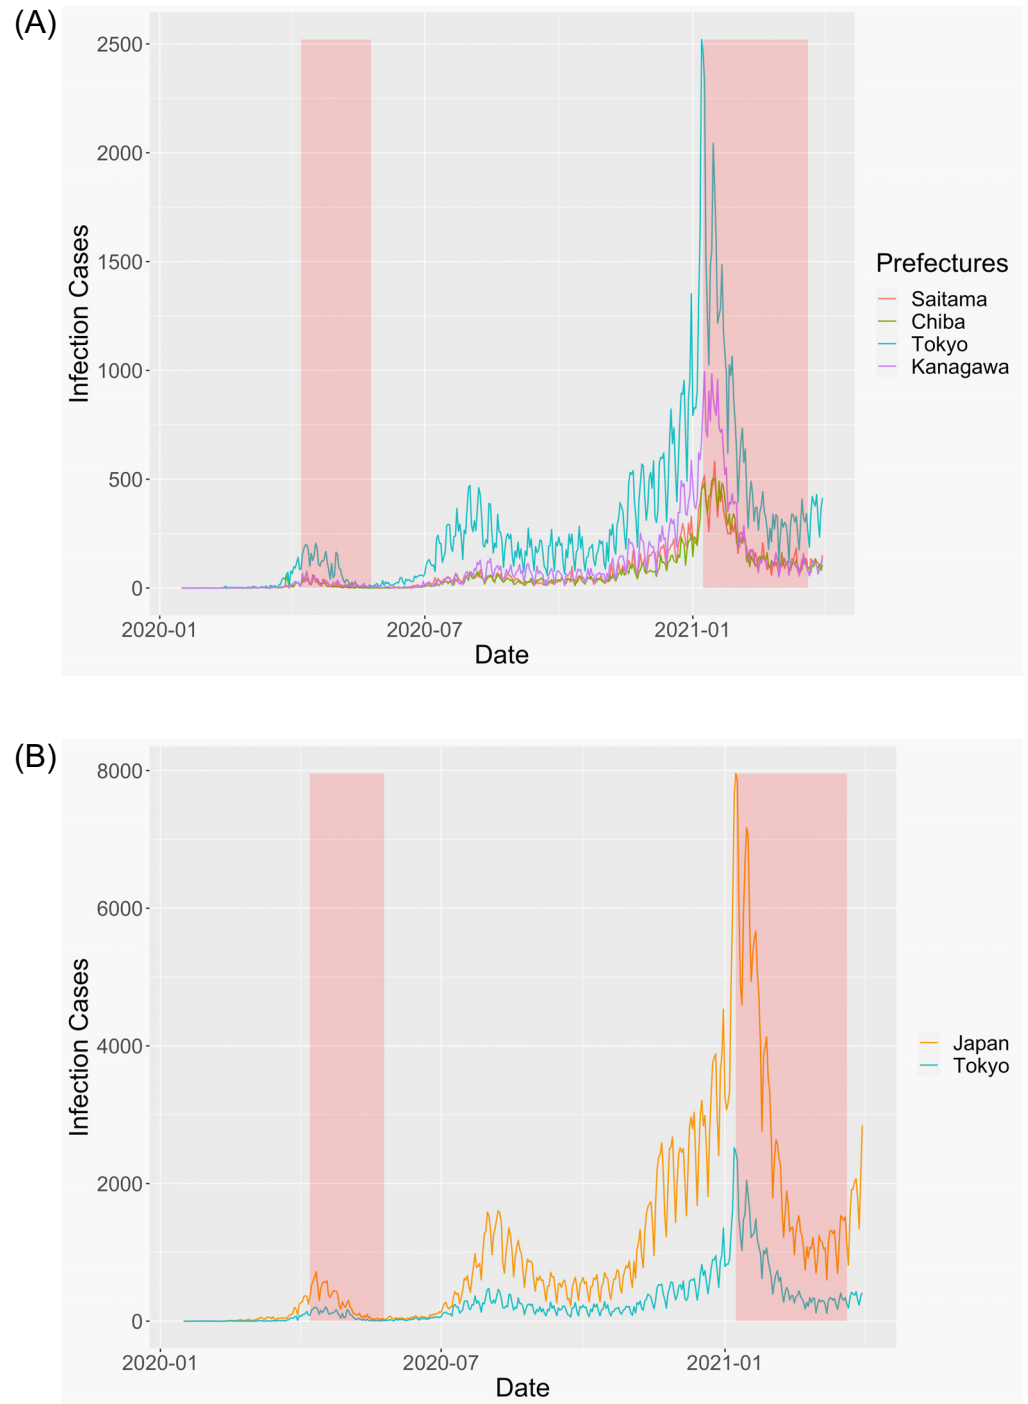 (A)
2500
2000
1500
1000
500
0
Infection Cases
2020-01
2020-07
2021-01
Date
Prefectures
Saitama
Chiba
Tokyo
Kanagawa
(B)
8000
6000
4000
2000
0
Infection Cases
2020-01
2020-07
2021-01
Date
Japan
Tokyo